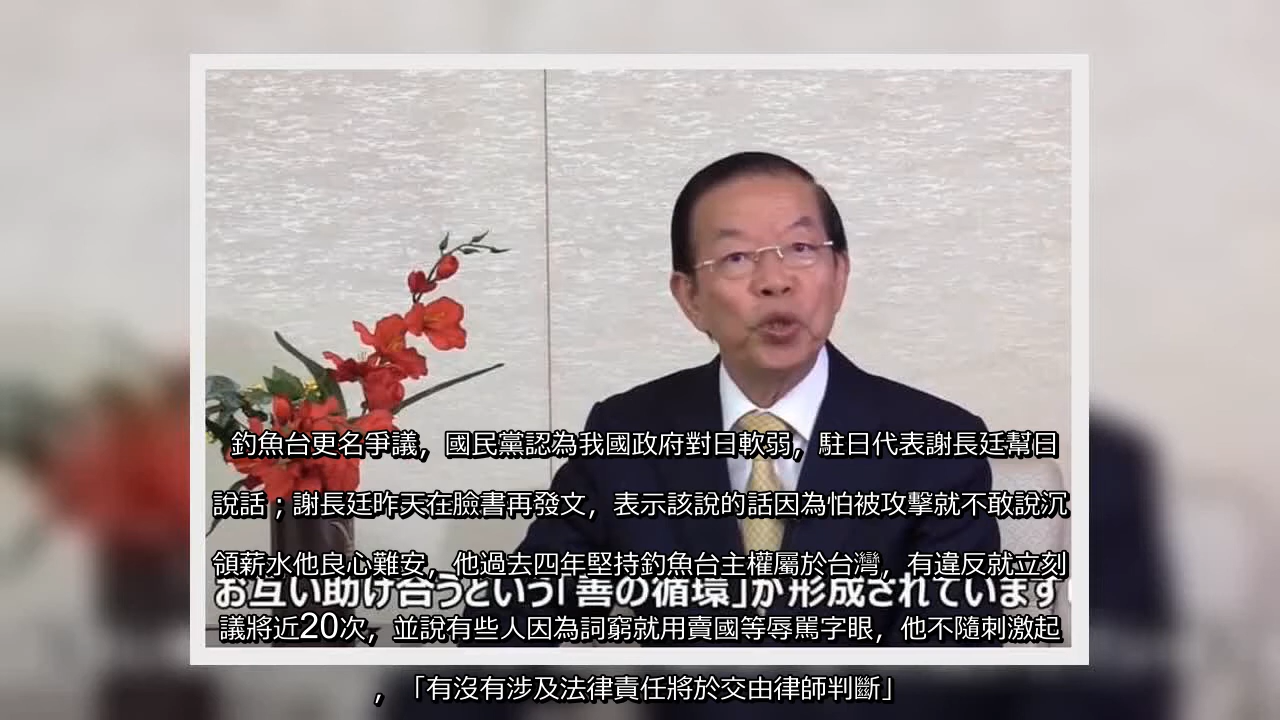 釣魚台更名爭議，國民黨認為我國政府對日軟弱，駐日代表謝長廷幫日
說話；謝長廷昨天在臉書再發文，表示該說的話因為怕被攻擊就不敢說沉
領薪水他良心難安，他過去四年堅持釣魚台主權屬於台灣，有違反就立刻
お互い助け合うという「善の循環」が形成されています
議將近20次，並說有些人因為詞窮就用賣國等辱罵字眼，他不隨刺激起
，「有沒有涉及法律責任將於交由律師判斷」